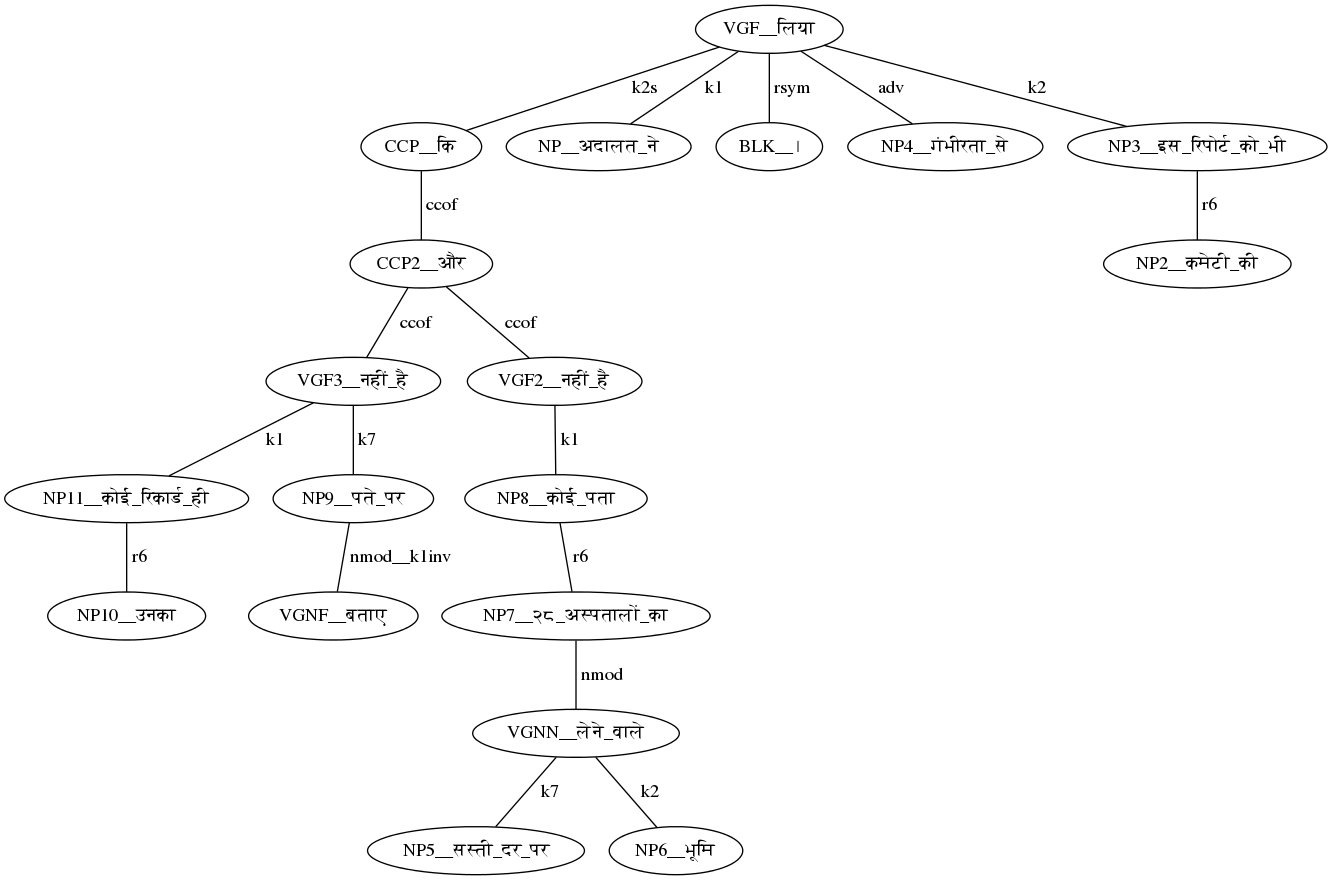 VGF__लिया
k2s k1 rsym adv k2
CCP__कि NP__अदालत_ने BLK__। NP4__गंभीरता_से NP3__इस_रिपोर्ट_को_भी
ccof r6
CCP2__और NP2__कमेटी_की
ccof ccof
VGF3__नहीं_है VGF2__नहीं_है
k1 k7 k1
NP11__कोई_रिकार्ड_ही NP9__पते_पर NP8__कोई_पता
r6 nmod__k1inv r6
NP10__उनका VGNF__बताए NP7__२८_अस्पतालों_का
nmod
VGNN__लेने_वाले
k7 k2
NP5__सस्ती_दर_पर NP6__भूमि